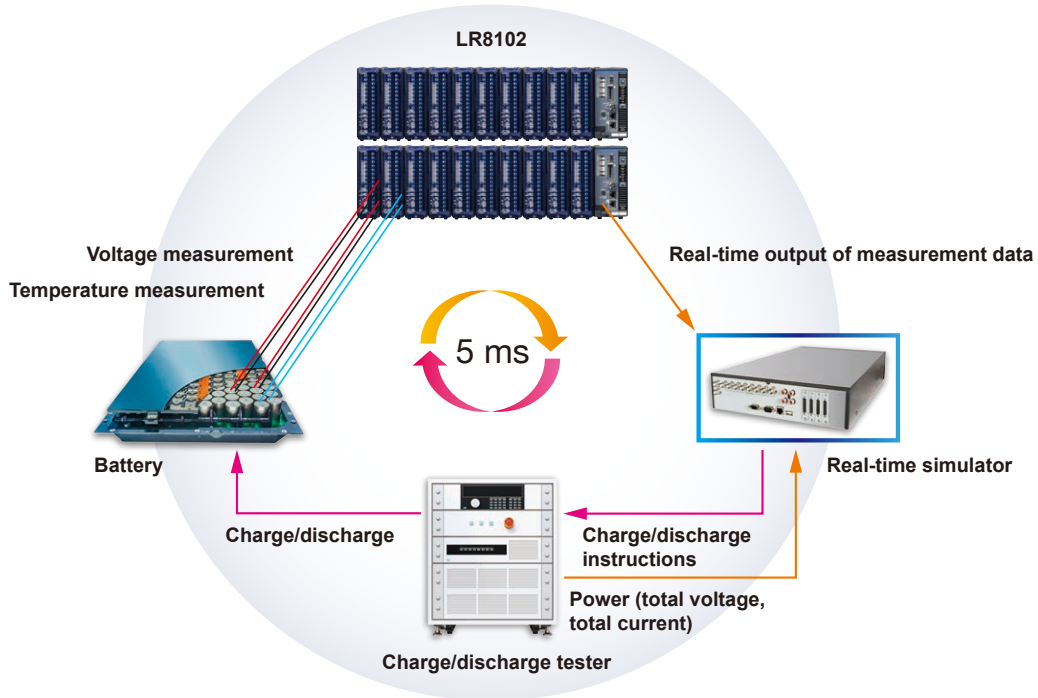 LR8102
Voltage measurement
Temperature measurement
Real-time output of measurement data
5 ms
Battery
Real-time simulator
Charge/discharge
Charge/discharge
instructions
Power (total voltage,
total current)
Charge/discharge tester